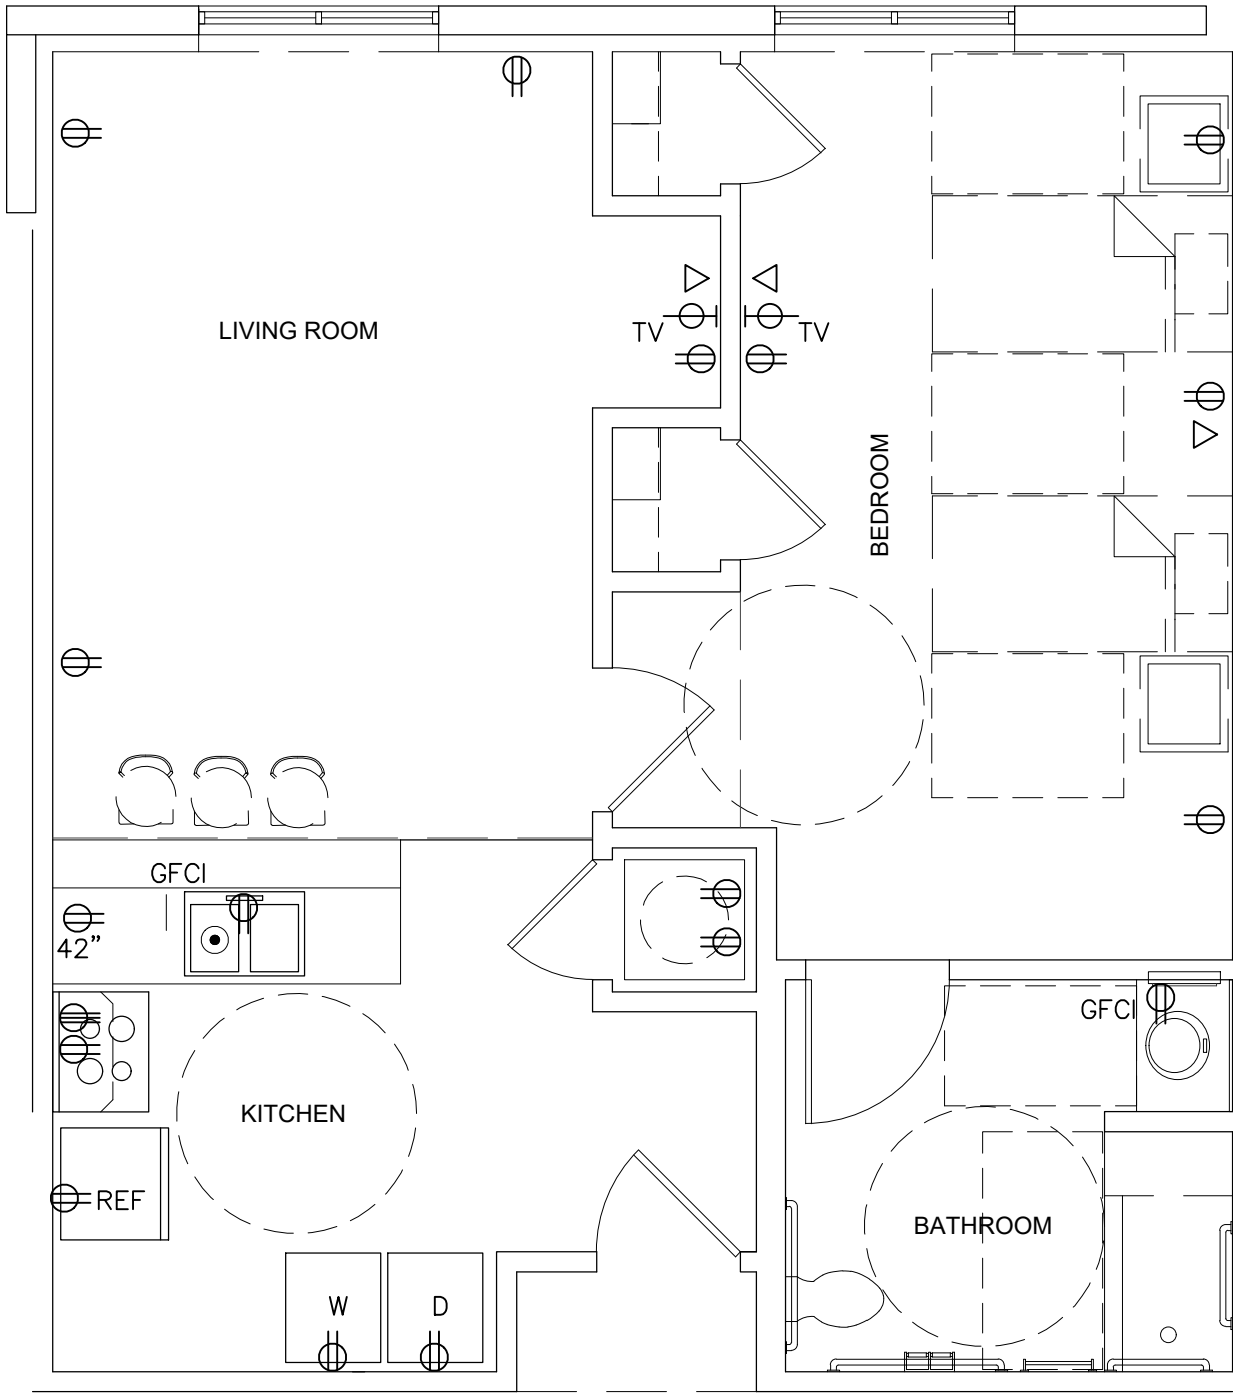 LIVING ROOM
TV
TV
BEDROOM
GFCI
42”
GFCI
KITCHEN
REF
BATHROOM
W
D